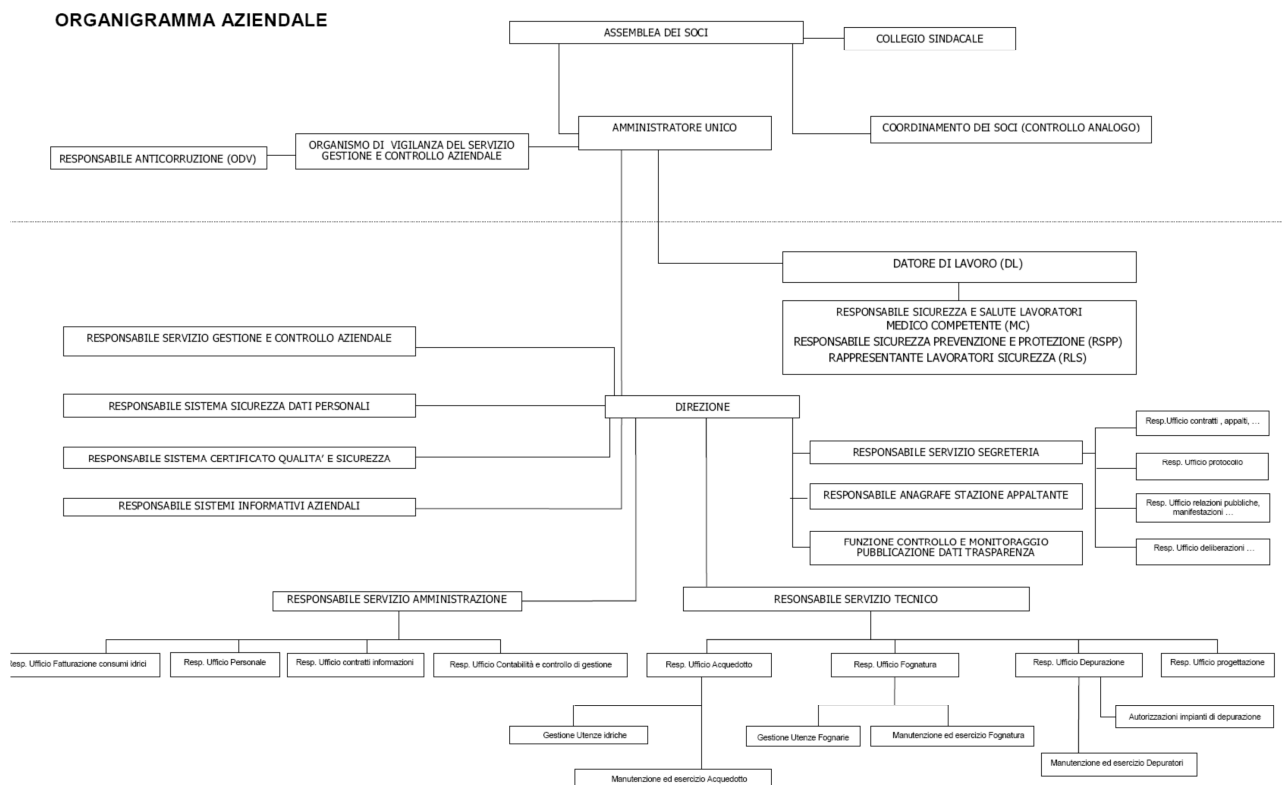 ORGANIGRAMMA AZIENDALE
ASSEMBLEA DEI SOCI
COLLEGIO SINDACALE
AMMINISTRATORE UNICO
COORDINAMENTO DEI SOCI (CONTROLLO ANALOGO)
ORGANISMO DI VIGILANZA DEL SERVIZIO
GESTIONE E CONTROLLO AZIENDALE
RESPONSABILE ANTICORRUZIONE (ODV)
DATORE DI LAVORO (DL)
RESPONSABILE SICUREZZA E SALUTE LAVORATORI
MEDICO COMPETENTE (MC)
RESPONSABILE SICUREZZA PREVENZIONE E PROTEZIONE (RSPP)
RAPPRESENTANTE LAVORATORI SICUREZZA (RLS)
RESPONSABILE SERVIZIO GESTIONE E CONTROLLO AZIENDALE
RESPONSABILE SISTEMA SICUREZZA DATI PERSONALI
RESPONSABILE SISTEMA CERTIFICATO QUALITA' E SICUREZZA
RESPONSABILE SISTEMI INFORMATIVI AZIENDALI
DIREZIONE
RESPONSABILE SERVIZIO SEGRETERIA
RESPONSABILE ANAGRAFE STAZIONE APPALTANTE
FUNZIONE CONTROLLO E MONITORAGGIO
PUBBLICAZIONE DATI TRASPARENZA
Resp.Ufficio contratti , appalti, ...
Resp. Ufficio protocollo
Resp. Ufficio relazioni pubbliche,
manifestazioni ...
Resp. Ufficio deliberazioni ...
RESPONSABILE SERVIZIO AMMINISTRAZIONE
RESONSABILE SERVIZIO TECNICO
Resp. Ufficio Fatturazione consumi idrici
Resp. Ufficio Personale
Resp. Ufficio contratti informazioni
Resp. Ufficio Contabilità e controllo di gestione
Resp. Ufficio Acquedotto
Resp. Ufficio Fognatura
Resp. Ufficio Depurazione
Resp. Ufficio progettazione
Gestione Utenze idriche
Manutenzione ed esercizio Acquedotto
Gestione Utenze Fognarie
Manutenzione ed esercizio Fognatura
Autorizzazioni impianti di depurazione
Manutenzione ed esercizio Depuratori